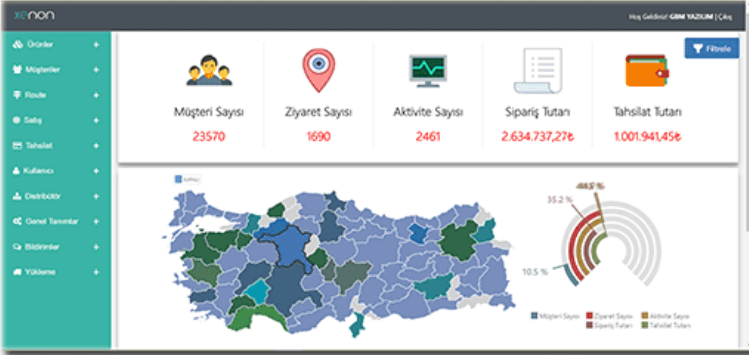 xenon
Hoş Geldiniz! GBM YAZILIM | Çıkış
Ürünler +
Müşteriler +
Route +
Satış +
Tahsilat +
Kullanıcı +
Distribütör +
Genel Tanımlar +
Bildirimler +
Yükleme +
Filtrele
Müşteri Sayısı
23570
Ziyaret Sayısı
1690
Aktivite Sayısı
2461
Sipariş Tutarı
2.634.737,27₺
Tahsilat Tutarı
1.001.941,45₺
35.2 %
10.5 %
Müşteri Sayısı
Ziyaret Sayısı
Aktivite Sayısı
Sipariş Tutarı
Tahsilat Tutarı